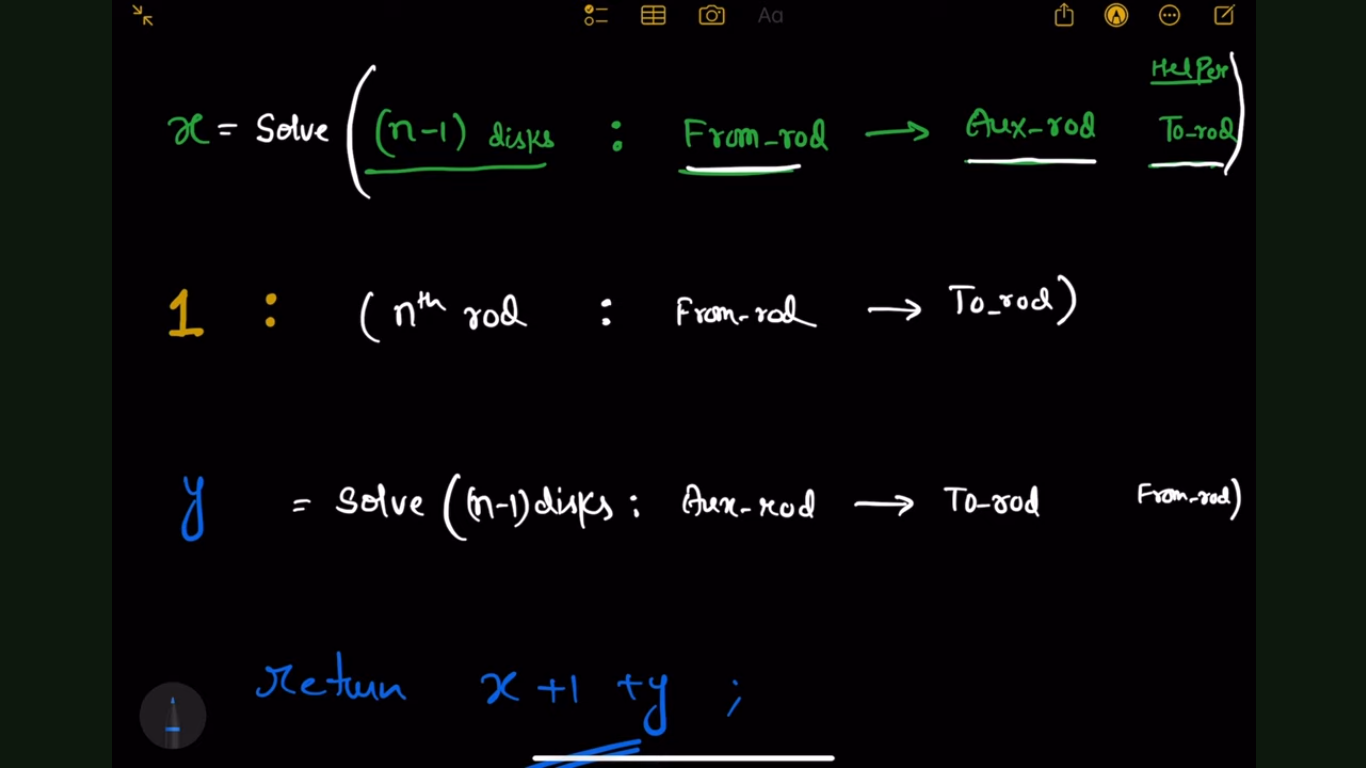 Aa
Helper
x = Solve ( (n-1) disks : From_rod → Aux-rod To-rod )
1 : ( nth rod : From-rod → To_rod )
y = Solve ( (n-1) disks : Aux-rod → To-rod From-rod )
return x +1 +y ;